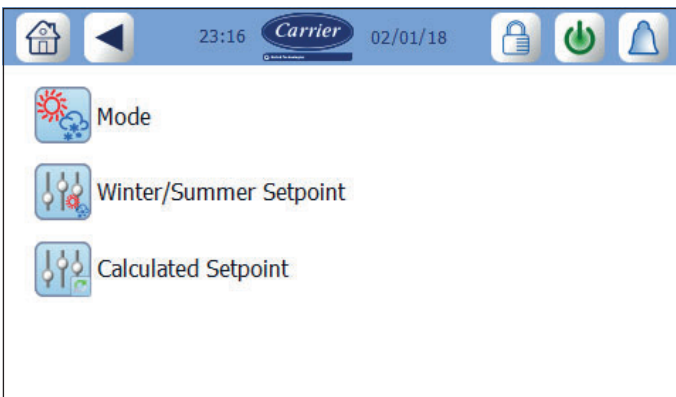 23:16 Carrier 02/01/18
Mode
Winter/Summer Setpoint
Calculated Setpoint